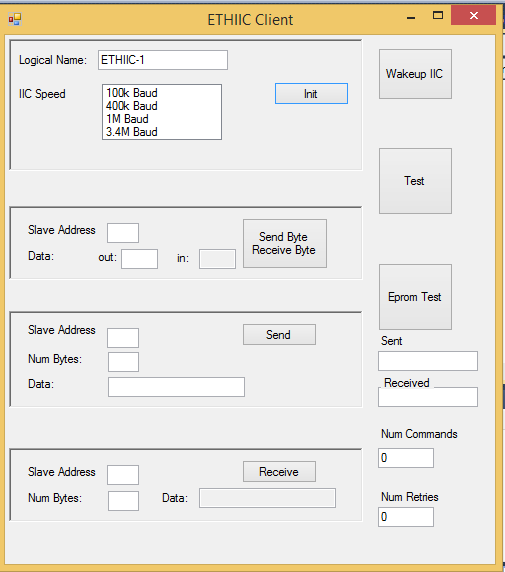 ETHIIC Client
Logical Name: ETHIIC-1
IIC Speed
100k Baud
400k Baud
1M Baud
3.4M Baud
Init
Wakeup IIC
Test
Slave Address
Data: out: in:
Send Byte
Receive Byte
Eprom Test
Slave Address
Send
Num Bytes:
Data:
Sent
Received
Num Commands
0
Slave Address
Receive
Num Bytes: Data:
Num Retries
0